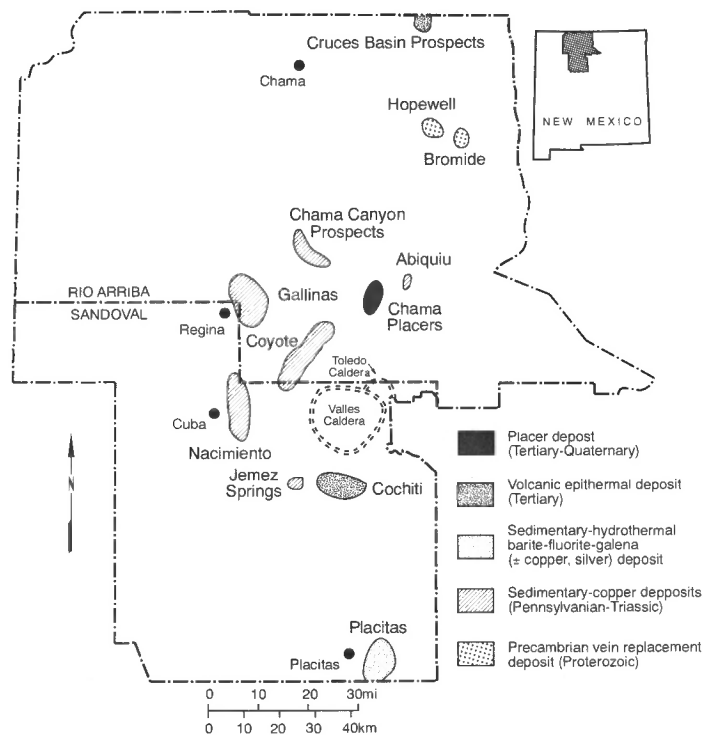 Cruces Basin Prospects
Chama
Hopewell
Bromide
NEW MEXICO
Chama Canyon
Prospects
Abiquiu
RIO ARRIBA
SANDOVAL
Gallinas
Chama
Placers
Regina
Coyote
Toledo
Caldera
Valles
Caldera
Cuba
Nacimiento
Jemez
Springs
Cochiti
N
Placer depost
(Tertiary-Quaternary)
Volcanic epithermal deposit
(Tertiary)
Sedimentary-hydrothermal
barite-fluorite-galena
(± copper, silver) deposit
Sedimentary-copper depposits
(Pennsylvanian-Triassic)
Precambrian vein replacement
deposit (Proterozoic)
Placitas
Placitas
0 10 20 30mi
0 10 20 30 40km